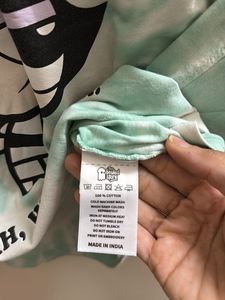 100 % COTTON
COLD MACHINE WASH
WASH DARK COLORS
SEPARATELY
IRON AT MEDIUM HEAT
DO NOT TUMBLE DRY
DO NOT BLEACH
DO NOT IRON ON
PRINT OR EMBROIDERY
MADE IN INDIA